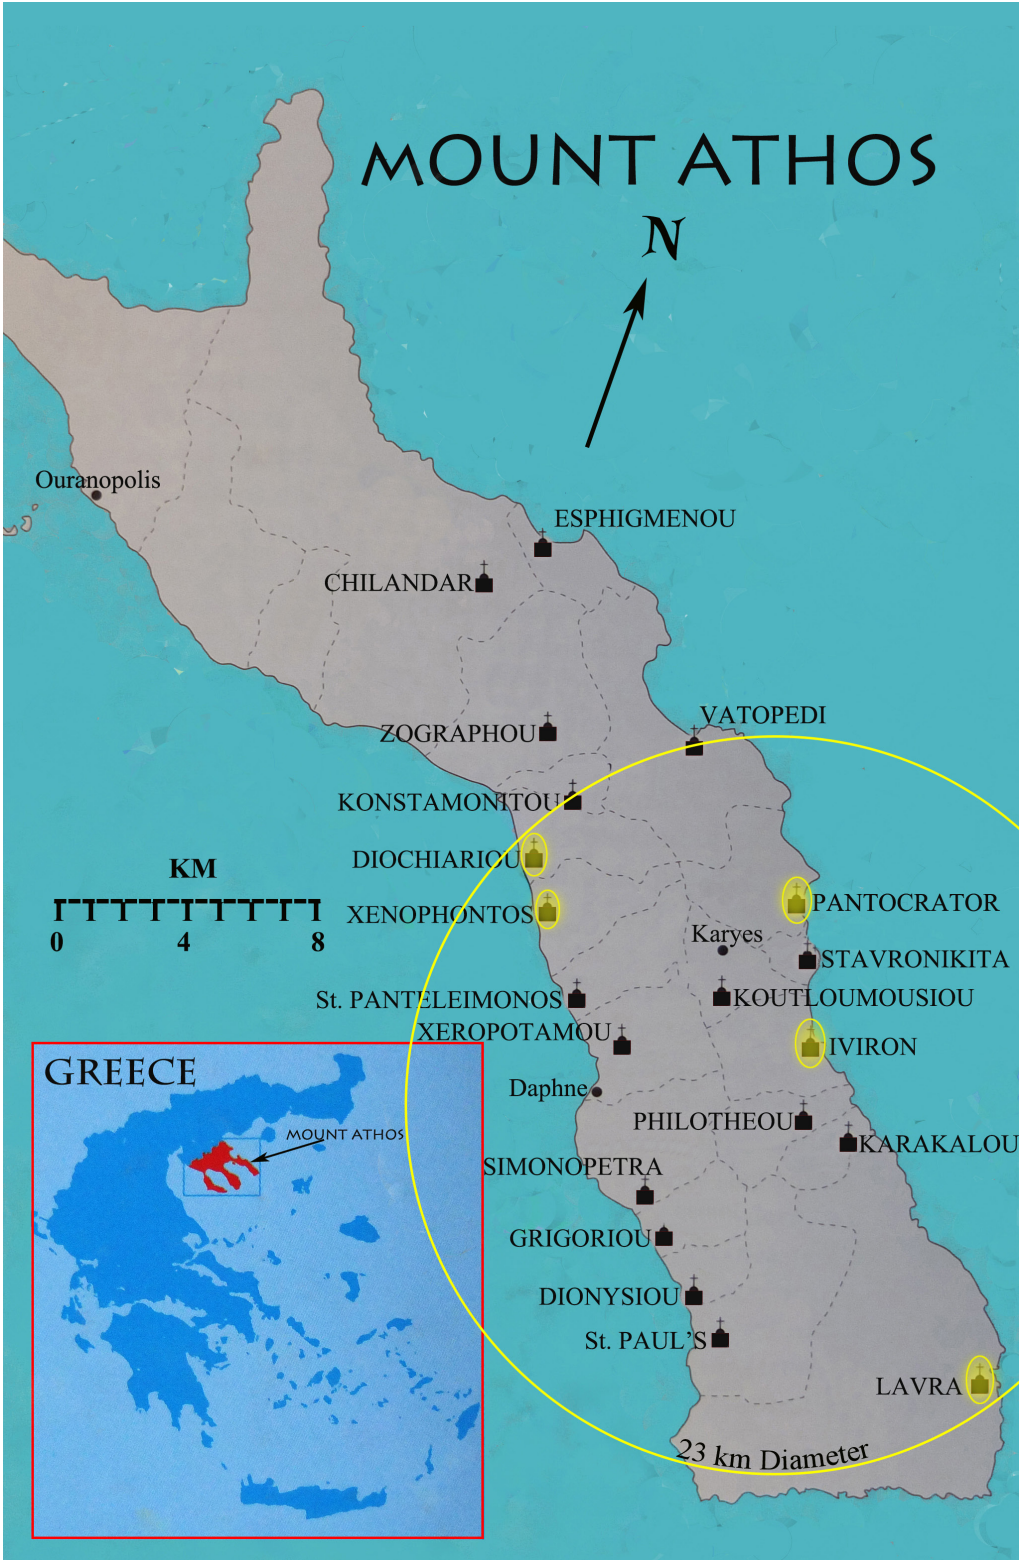 MOUNT ATHOS
N
Ouranopolis
ESPHIGMENOU
CHILANDAR
VATOPEDI
ZOGRAPHOU
KONSTAMONITOU
DIOCHIARIOU
KM
0 4 8
XENOPHONTOS
PANTOCRATOR
Karyes
STAVRONIKITA
St. PANTELEIMONOS
KOUTLOUMOUSIOU
XEROPOTAMOU
IVIRON
GREECE
MOUNT ATHOS
Daphne
PHILOTHEOU
KARAKALOU
SIMONOPETRA
GRIGORIOU
DIONYSIOU
St. PAUL'S
LAVRA
23 km Diameter